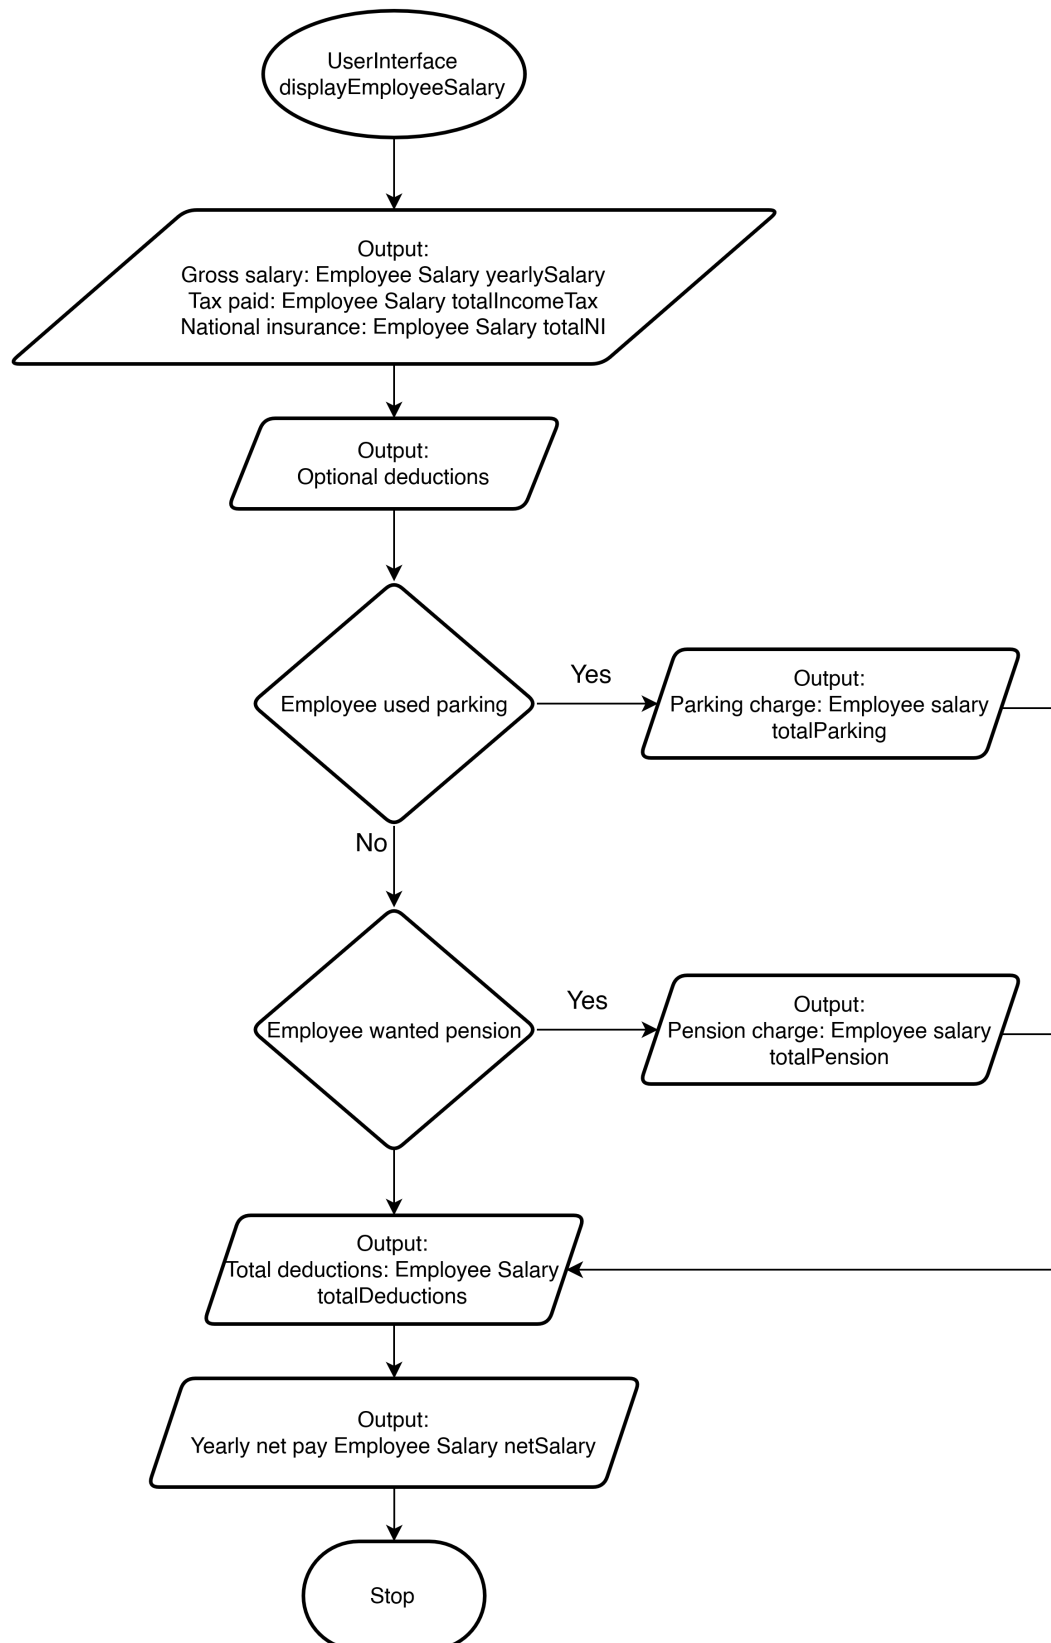 UserInterface
displayEmployeeSalary
Output:
Gross salary: Employee Salary yearlySalary
Tax paid: Employee Salary totalIncomeTax
National insurance: Employee Salary totalNI
Output:
Optional deductions
Employee used parking
Yes
Output:
Parking charge: Employee salary
totalParking
No
Employee wanted pension
Yes
Output:
Pension charge: Employee salary
totalPension
Output:
Total deductions: Employee Salary
totalDeductions
Output:
Yearly net pay Employee Salary netSalary
Stop